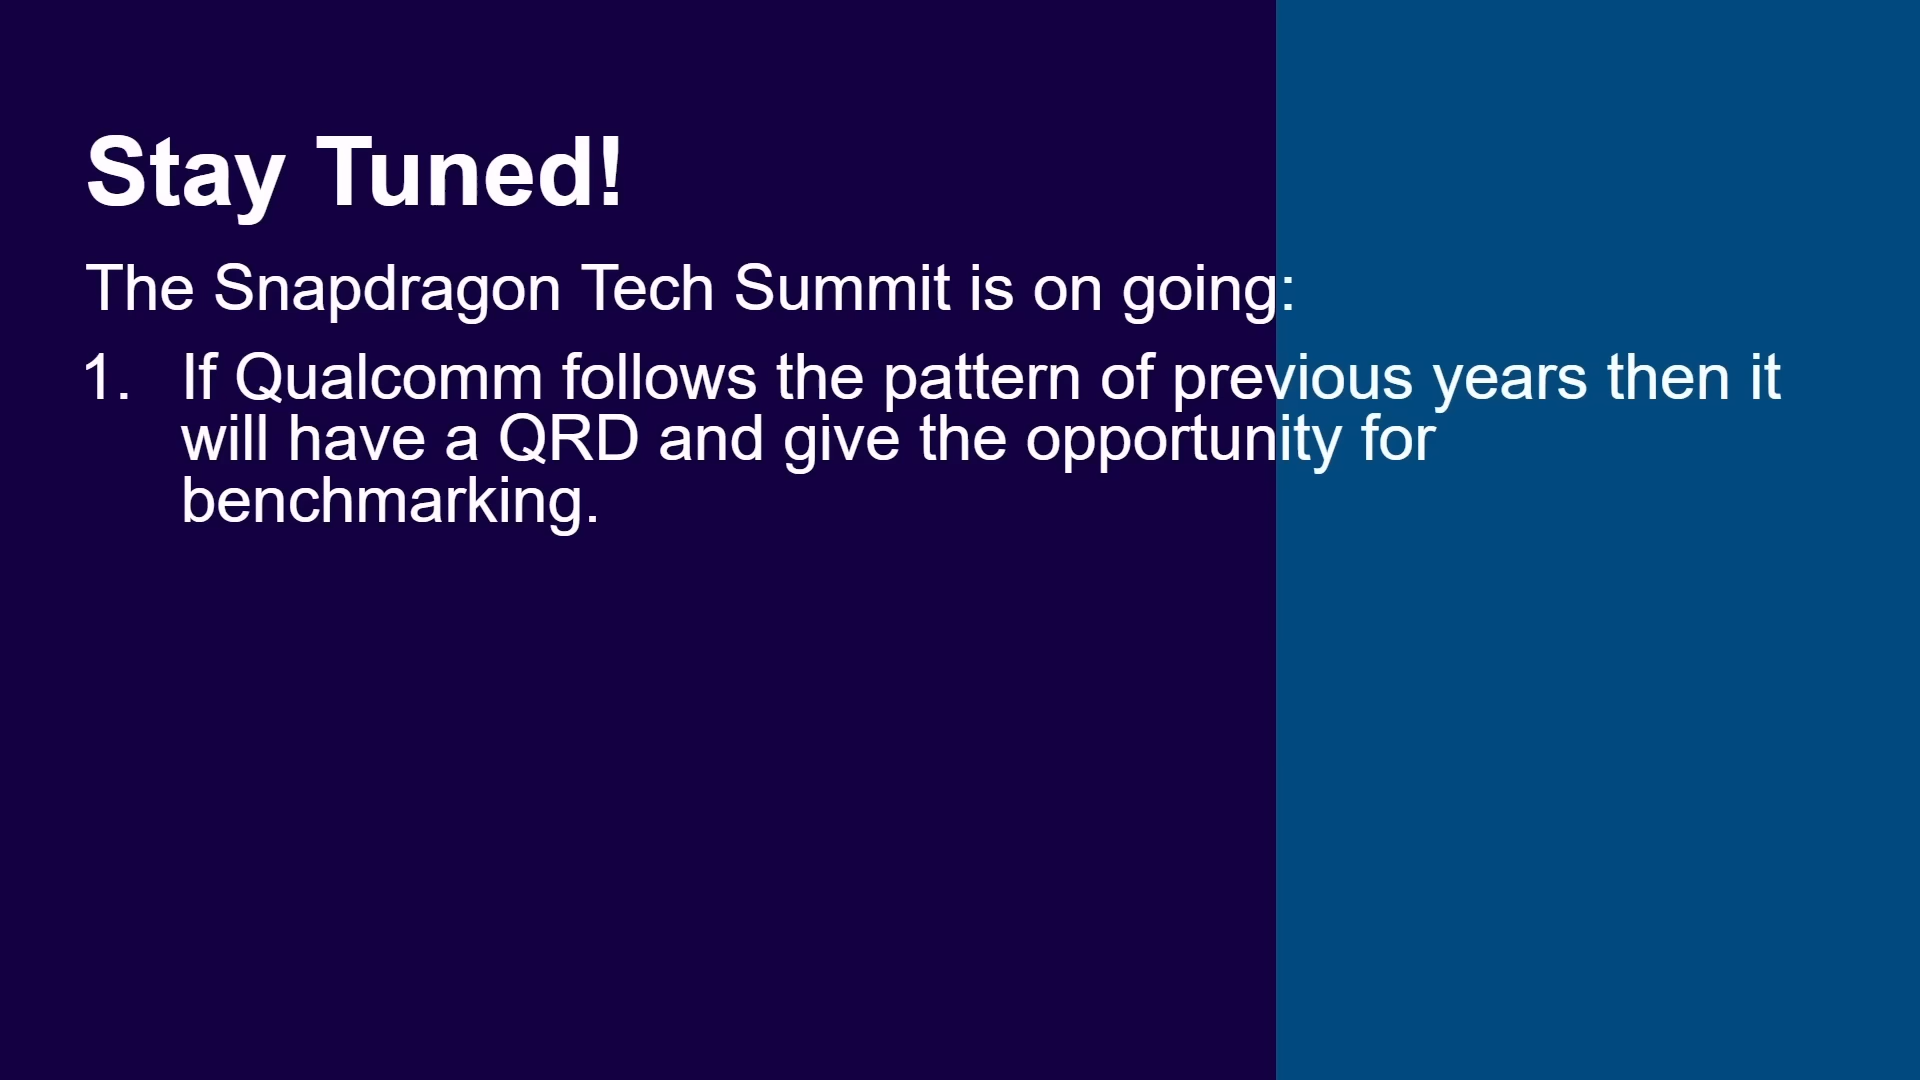 Stay Tuned!
The Snapdragon Tech Summit is on going:
1. If Qualcomm follows the pattern of previous years then it
will have a QRD and give the opportunity for
benchmarking.